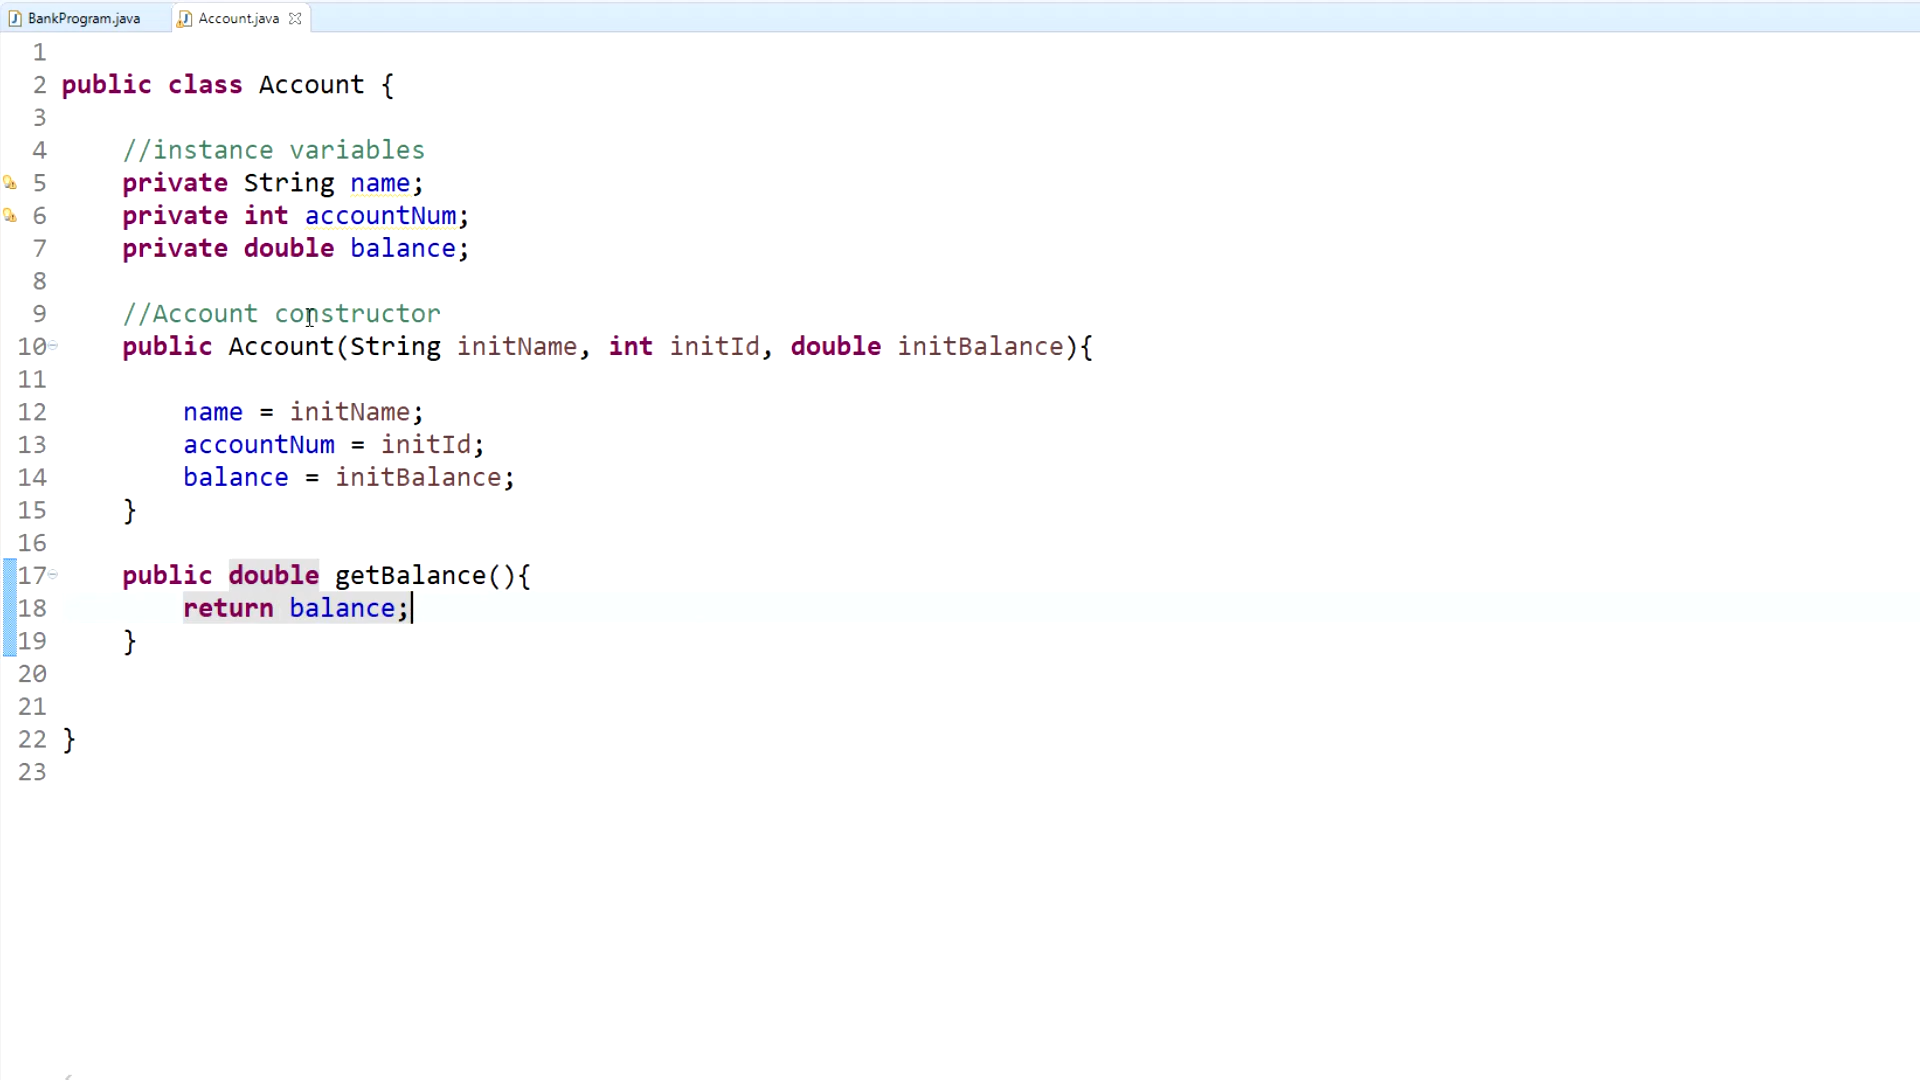 BankProgram.java Account.java
1
2 public class Account {
3
4 //instance variables
5 private String name;
6 private int accountNum;
7 private double balance;
8
9 //Account constructor
10 public Account(String initName, int initId, double initBalance){
11
12 name = initName;
13 accountNum = initId;
14 balance = initBalance;
15 }
16
17 public double getBalance(){
18 return balance;
19 }
20
21
22 }
23